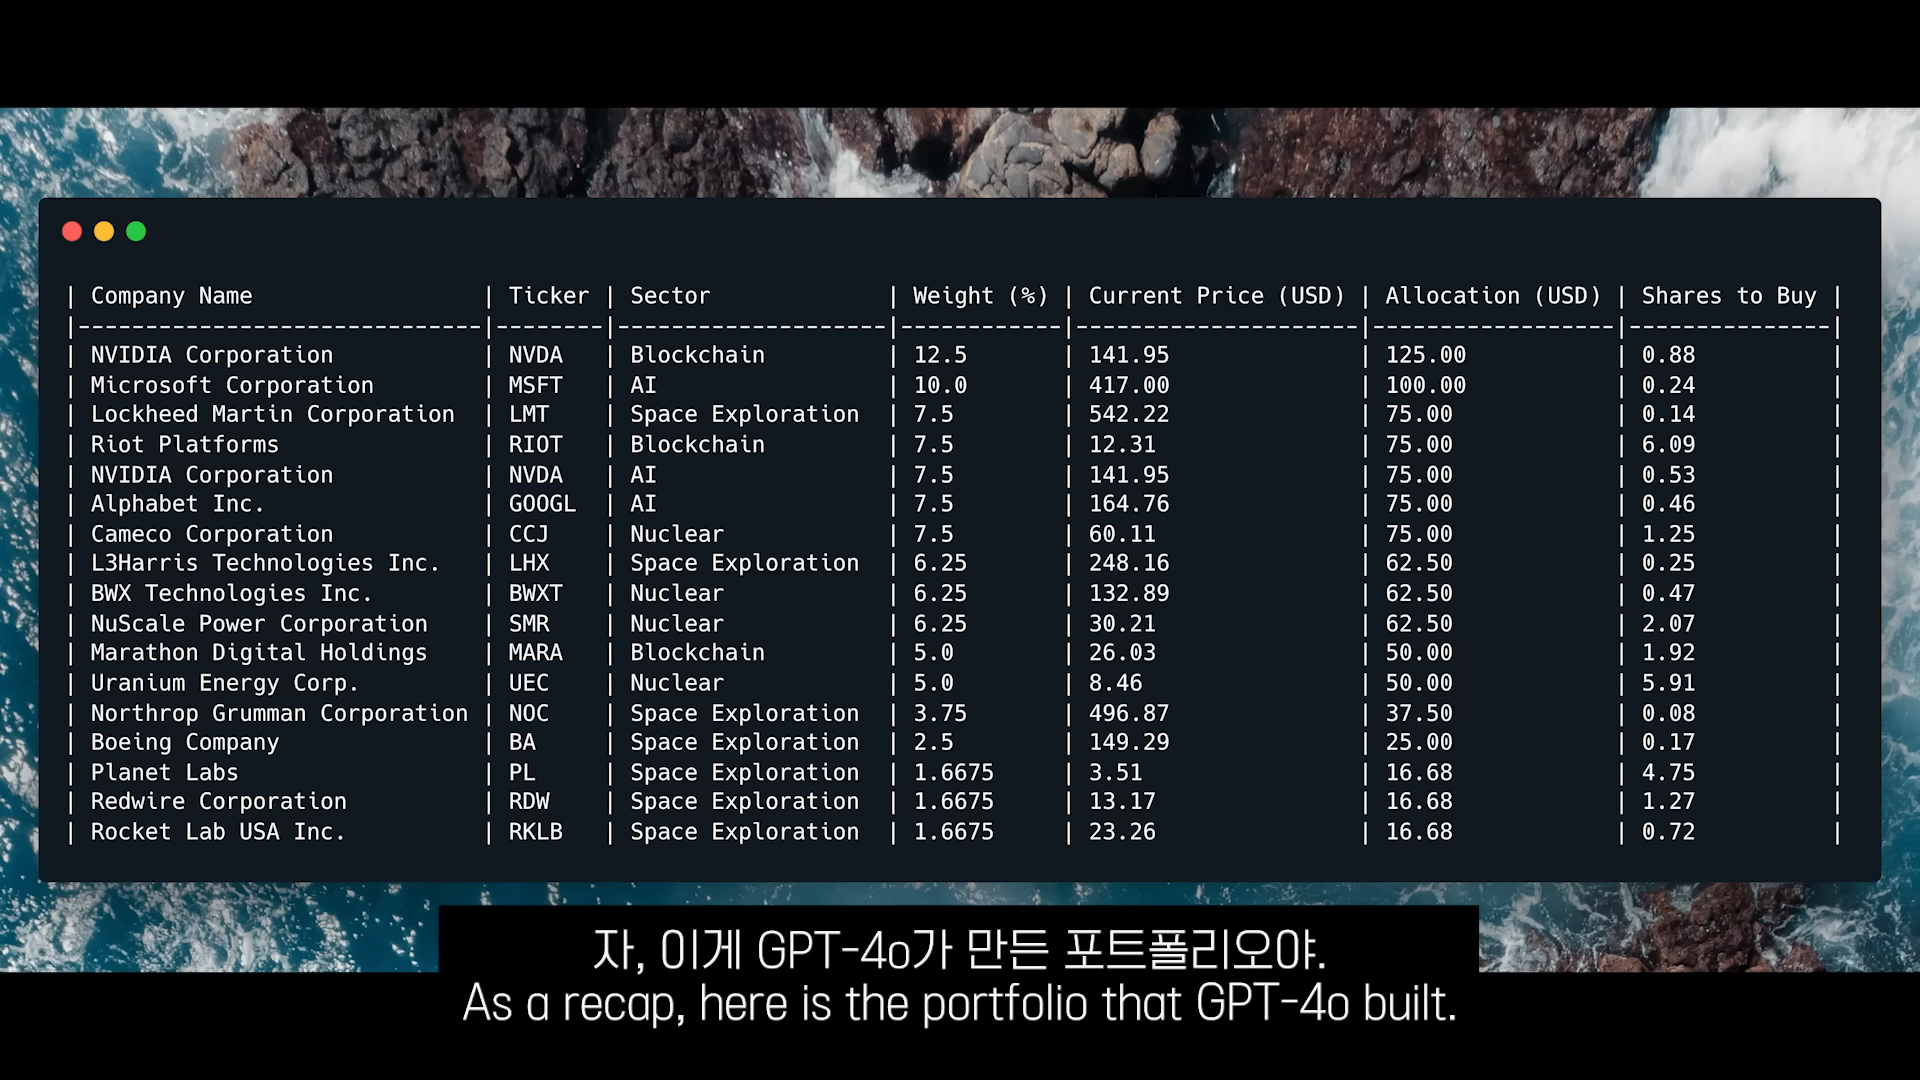 | Company Name | Ticker | Sector | Weight (%) | Current Price (USD) | Allocation (USD) | Shares to Buy |
|------------------------------|--------|--------------------|------------|---------------------|------------------|---------------|
| NVIDIA Corporation | NVDA | Blockchain | 12.5 | 141.95 | 125.00 | 0.88 |
| Microsoft Corporation | MSFT | AI | 10.0 | 417.00 | 100.00 | 0.24 |
| Lockheed Martin Corporation | LMT | Space Exploration | 7.5 | 542.22 | 75.00 | 0.14 |
| Riot Platforms | RIOT | Blockchain | 7.5 | 12.31 | 75.00 | 6.09 |
| NVIDIA Corporation | NVDA | AI | 7.5 | 141.95 | 75.00 | 0.53 |
| Alphabet Inc. | GOOGL | AI | 7.5 | 164.76 | 75.00 | 0.46 |
| Cameco Corporation | CCJ | Nuclear | 7.5 | 60.11 | 75.00 | 1.25 |
| L3Harris Technologies Inc. | LHX | Space Exploration | 6.25 | 248.16 | 62.50 | 0.25 |
| BWX Technologies Inc. | BWXT | Nuclear | 6.25 | 132.89 | 62.50 | 0.47 |
| NuScale Power Corporation | SMR | Nuclear | 6.25 | 30.21 | 62.50 | 2.07 |
| Marathon Digital Holdings | MARA | Blockchain | 5.0 | 26.03 | 50.00 | 1.92 |
| Uranium Energy Corp. | UEC | Nuclear | 5.0 | 8.46 | 50.00 | 5.91 |
| Northrop Grumman Corporation | NOC | Space Exploration | 3.75 | 496.87 | 37.50 | 0.08 |
| Boeing Company | BA | Space Exploration | 2.5 | 149.29 | 25.00 | 0.17 |
| Planet Labs | PL | Space Exploration | 1.6675 | 3.51 | 16.68 | 4.75 |
| Redwire Corporation | RDW | Space Exploration | 1.6675 | 13.17 | 16.68 | 1.27 |
| Rocket Lab USA Inc. | RKLB | Space Exploration | 1.6675 | 23.26 | 16.68 | 0.72 |
자, 이게 GPT-4o가 만든 포트폴리오야.
As a recap, here is the portfolio that GPT-4o built.